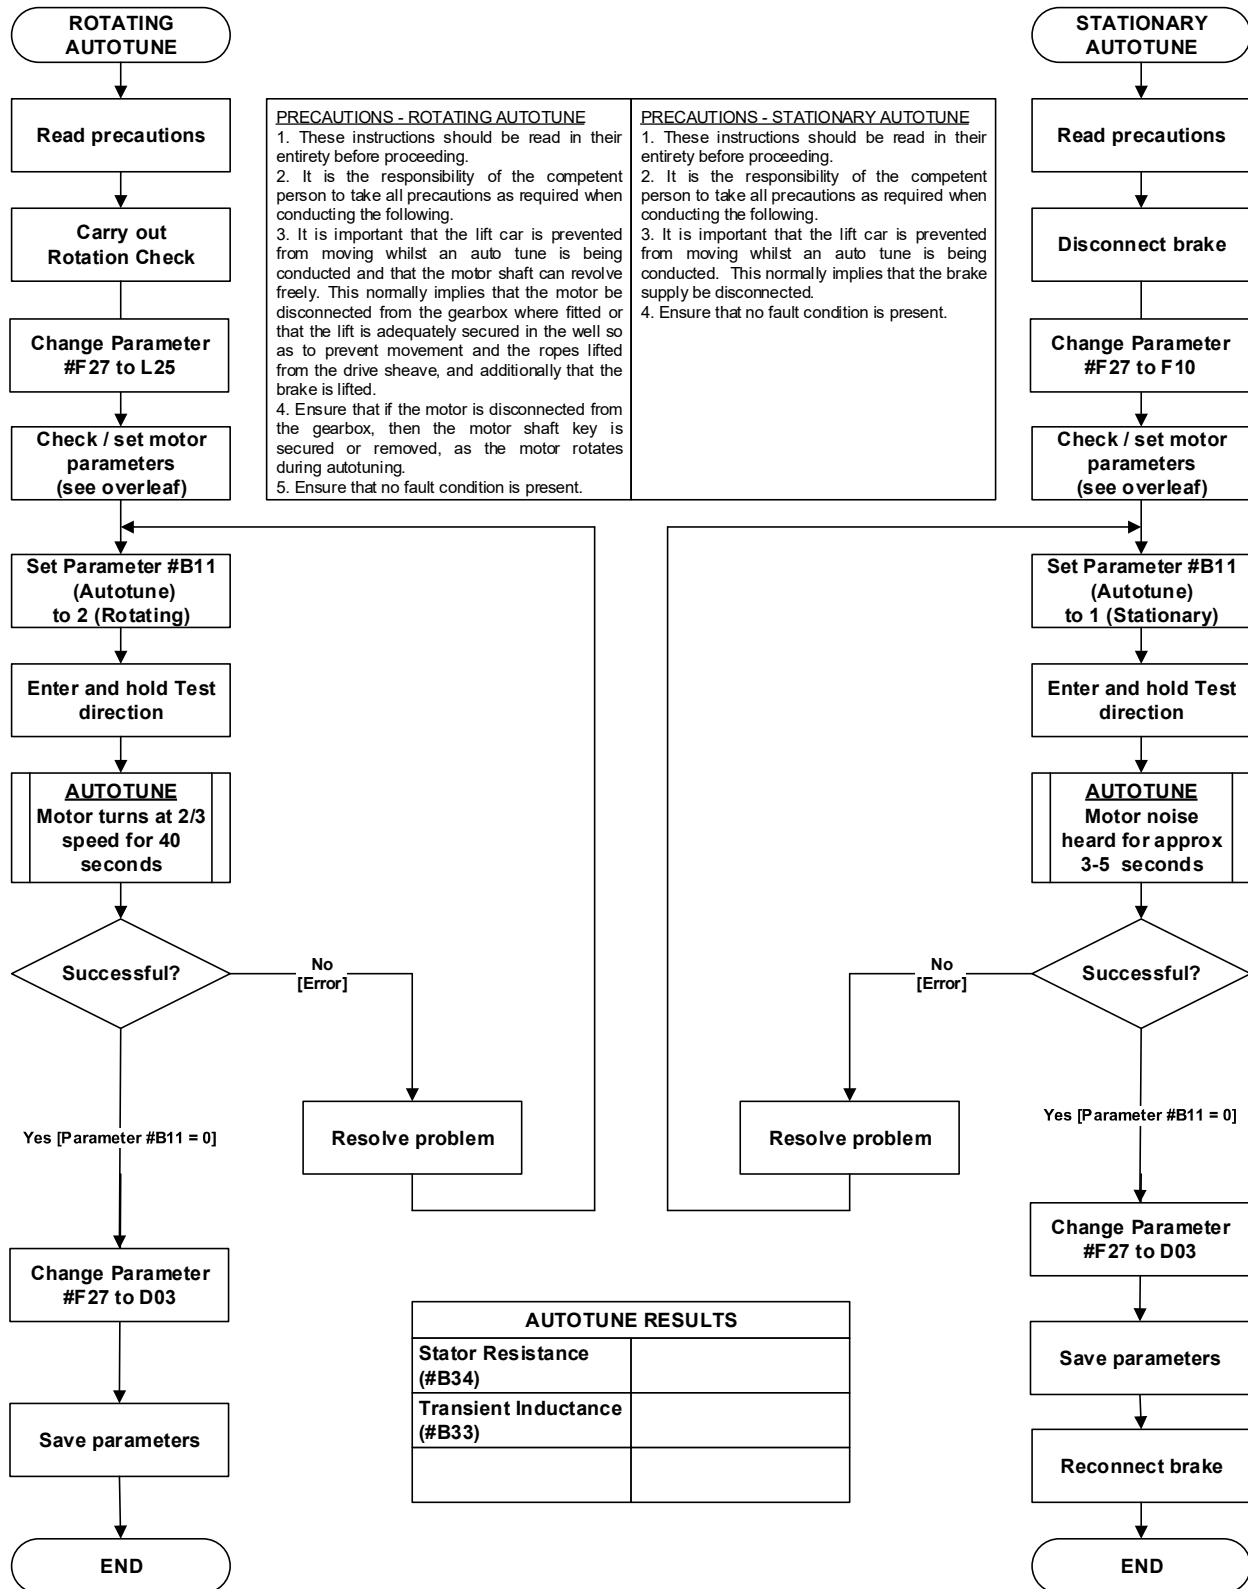 ROTATING
AUTOTUNE
Read precautions
Carry out
Rotation Check
Change Parameter
#F27 to L25
Check / set motor
parameters
(see overleaf)
Set Parameter #B11
(Autotune)
to 2 (Rotating)
Enter and hold Test
direction
AUTOTUNE
Motor turns at 2/3
speed for 40
seconds
Successful?
No
[Error]
Resolve problem
Yes [Parameter #B11 = 0]
Change Parameter
#F27 to D03
Save parameters
END
PRECAUTIONS - ROTATING AUTOTUNE
1. These instructions should be read in their
entirety before proceeding.
2. It is the responsibility of the competent
person to take all precautions as required when
conducting the following.
3. It is important that the lift car is prevented
from moving whilst an auto tune is being
conducted and that the motor shaft can revolve
freely. This normally implies that the motor be
disconnected from the gearbox where fitted or
that the lift is adequately secured in the well so
as to prevent movement and the ropes lifted
from the drive sheave, and additionally that the
brake is lifted.
4. Ensure that if the motor is disconnected from
the gearbox, then the motor shaft key is
secured or removed, as the motor rotates
during autotuning.
5. Ensure that no fault condition is present.
PRECAUTIONS - STATIONARY AUTOTUNE
1. These instructions should be read in their
entirety before proceeding.
2. It is the responsibility of the competent
person to take all precautions as required when
conducting the following.
3. It is important that the lift car is prevented
from moving whilst an auto tune is being
conducted. This normally implies that the brake
supply be disconnected.
4. Ensure that no fault condition is present.
AUTOTUNE RESULTS
Stator Resistance
(#B34)
Transient Inductance
(#B33)
STATIONARY
AUTOTUNE
Read precautions
Disconnect brake
Change Parameter
#F27 to F10
Check / set motor
parameters
(see overleaf)
Set Parameter #B11
(Autotune)
to 1 (Stationary)
Enter and hold Test
direction
AUTOTUNE
Motor noise
heard for approx
3-5 seconds
Successful?
No
[Error]
Resolve problem
Yes [Parameter #B11 = 0]
Change Parameter
#F27 to D03
Save parameters
Reconnect brake
END